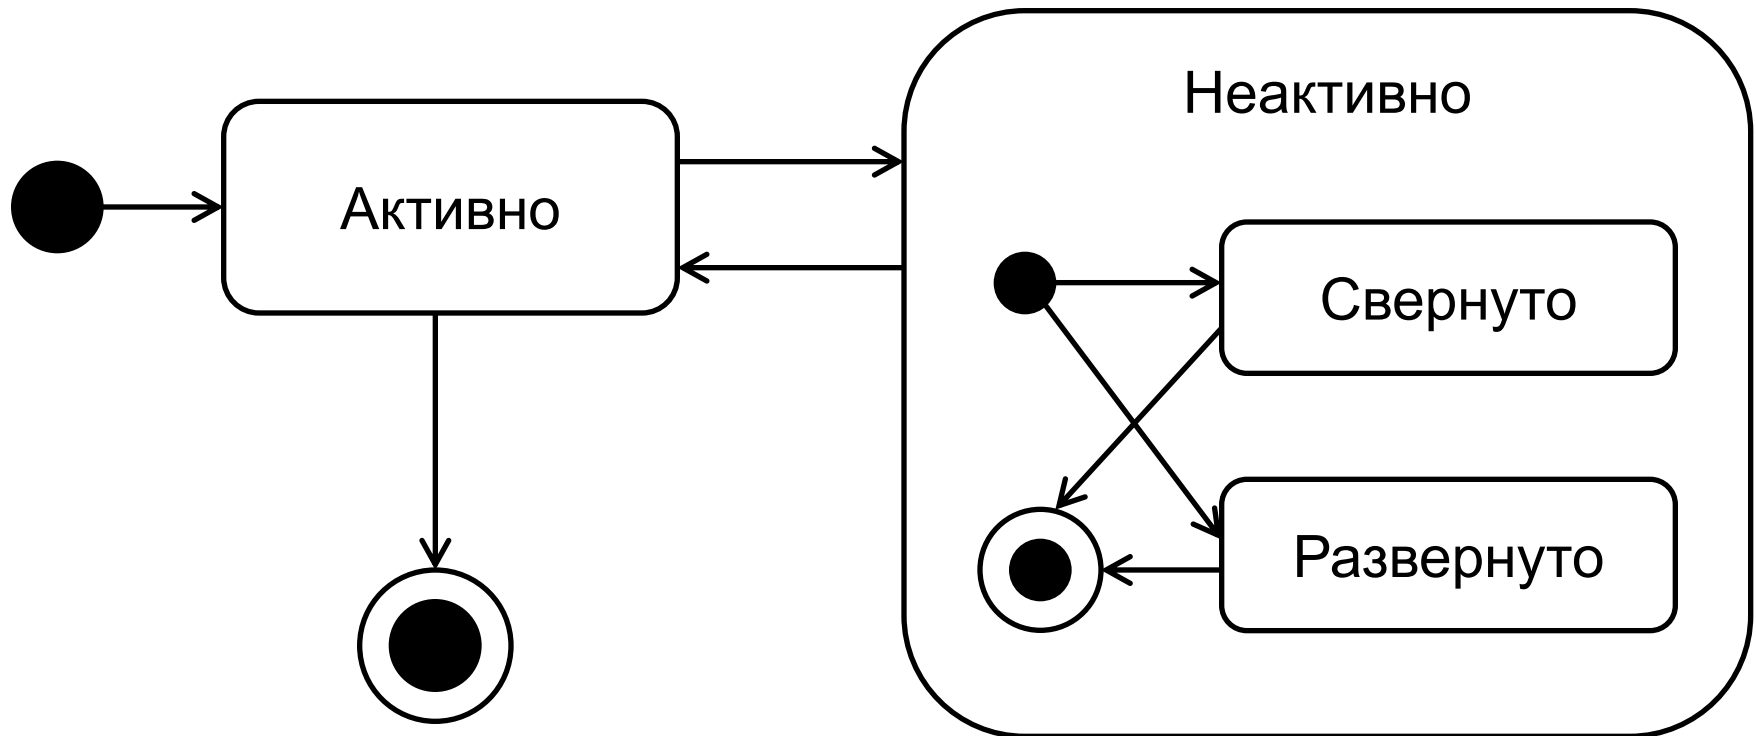 Неактивно
Активно
Свернуто
Развернуто